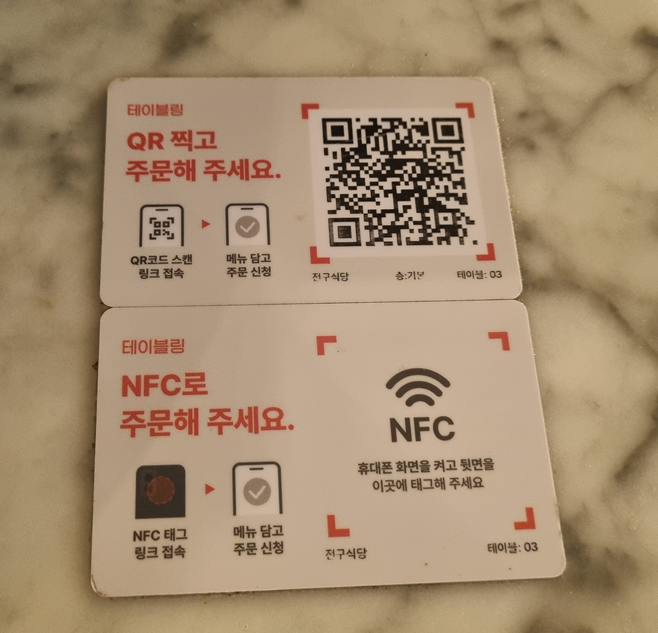 테이블링
QR 찍고
주문해 주세요.
QR코드 스캔
링크 접속
메뉴 담고
주문 신청
전구식당 층:기본 테이블: 03
테이블링
NFC로
주문해 주세요.
NFC 태그
링크 접속
메뉴 담고
주문 신청
NFC
휴대폰 화면을 켜고 뒷면을
이곳에 태그해 주세요
전구식당 테이블: 03